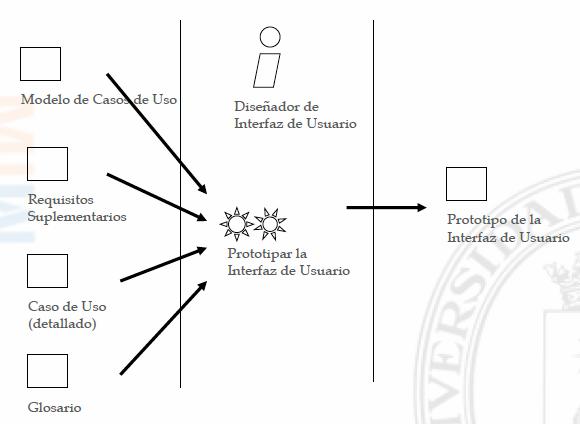 Modelo de Casos de Uso
Diseñador de
Interfaz de Usuario
Requisitos
Suplementarios
Prototipar la
Interfaz de Usuario
Prototipo de la
Interfaz de Usuario
Caso de Uso
(detallado)
Glosario